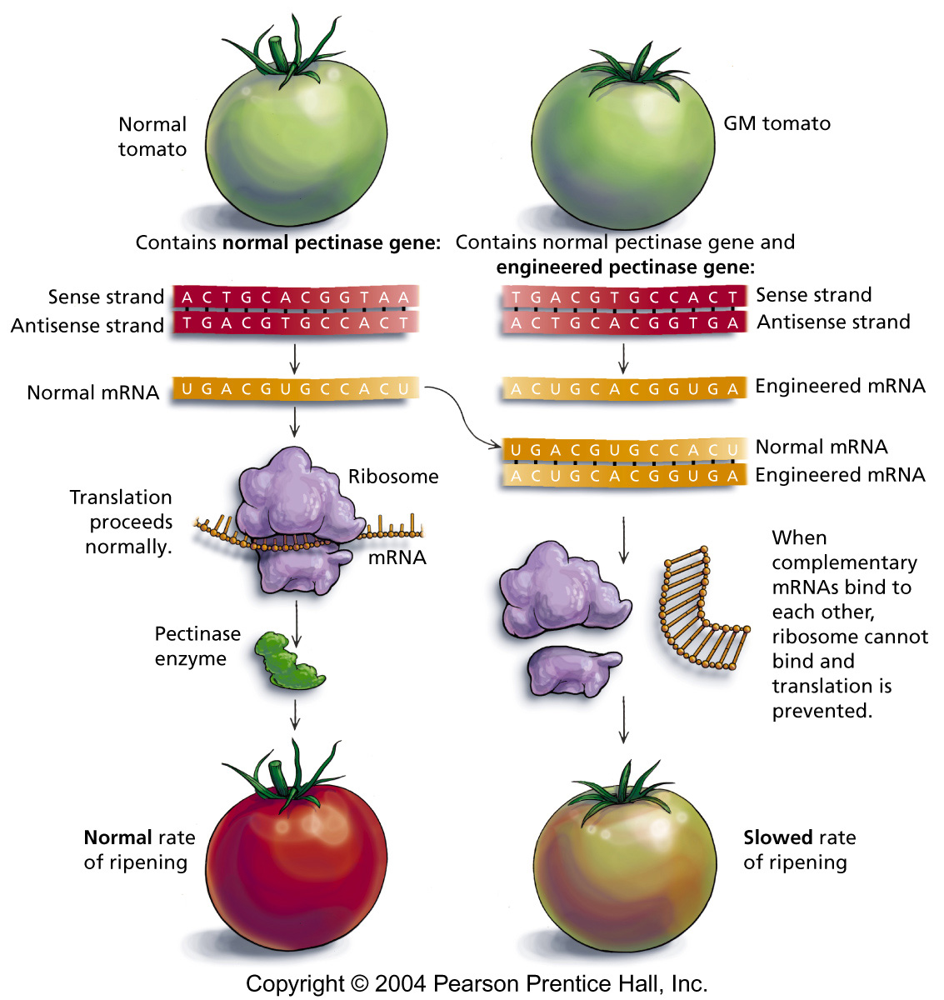 Normal
tomato
GM tomato
Contains normal pectinase gene:
Contains normal pectinase gene and
engineered pectinase gene:
Sense strand
A C T G C A C G G T A A
Antisense strand
T G A C G T G C C A C T
T G A C G T G C C A C T
Sense strand
A C T G C A C G G T G A
Antisense strand
Normal mRNA
U G A C G U G C C A C U
A C U G C A C G G U G A
Engineered mRNA
U G A C G U G C C A C U
Normal mRNA
A C U G C A C G G U G A
Engineered mRNA
Translation
proceeds
normally.
Ribosome
mRNA
When
complementary
mRNAs bind to
each other,
ribosome cannot
bind and
translation is
prevented.
Pectinase
enzyme
Normal rate
of ripening
Slowed rate
of ripening
Copyright © 2004 Pearson Prentice Hall, Inc.